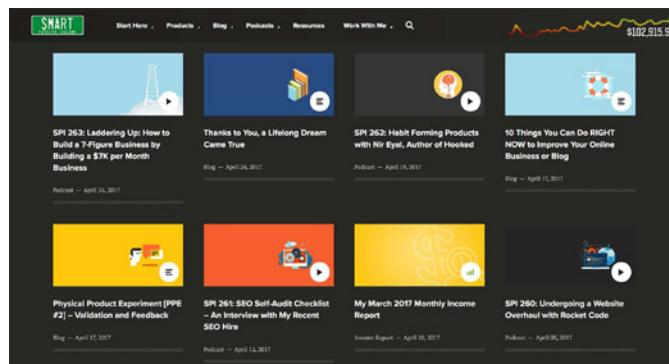 SMART
PASSIVE INCOME
Start Here
Products
Blog
Podcasts
Resources
Work With Me
$102,915.9
SPI 263: Laddering Up: How to
Build a 7-Figure Business by
Building a $7K per Month
Business
Podcast — April 26, 2017
Thanks to You, a Lifelong Dream
Came True
Blog — April 24, 2017
SPI 262: Habit Forming Products
with Nir Eyal, Author of Hooked
Podcast — April 19, 2017
10 Things You Can Do RIGHT
NOW to Improve Your Online
Business or Blog
Blog — April 17, 2017
Physical Product Experiment [PPE
#2] – Validation and Feedback
Blog — April 17, 2017
SPI 261: SEO Self-Audit Checklist
– An Interview with My Recent
SEO Hire
Podcast — April 12, 2017
My March 2017 Monthly Income
Report
Income Report — April 10, 2017
SPI 260: Undergoing a Website
Overhaul with Rocket Code
Podcast — April 2017